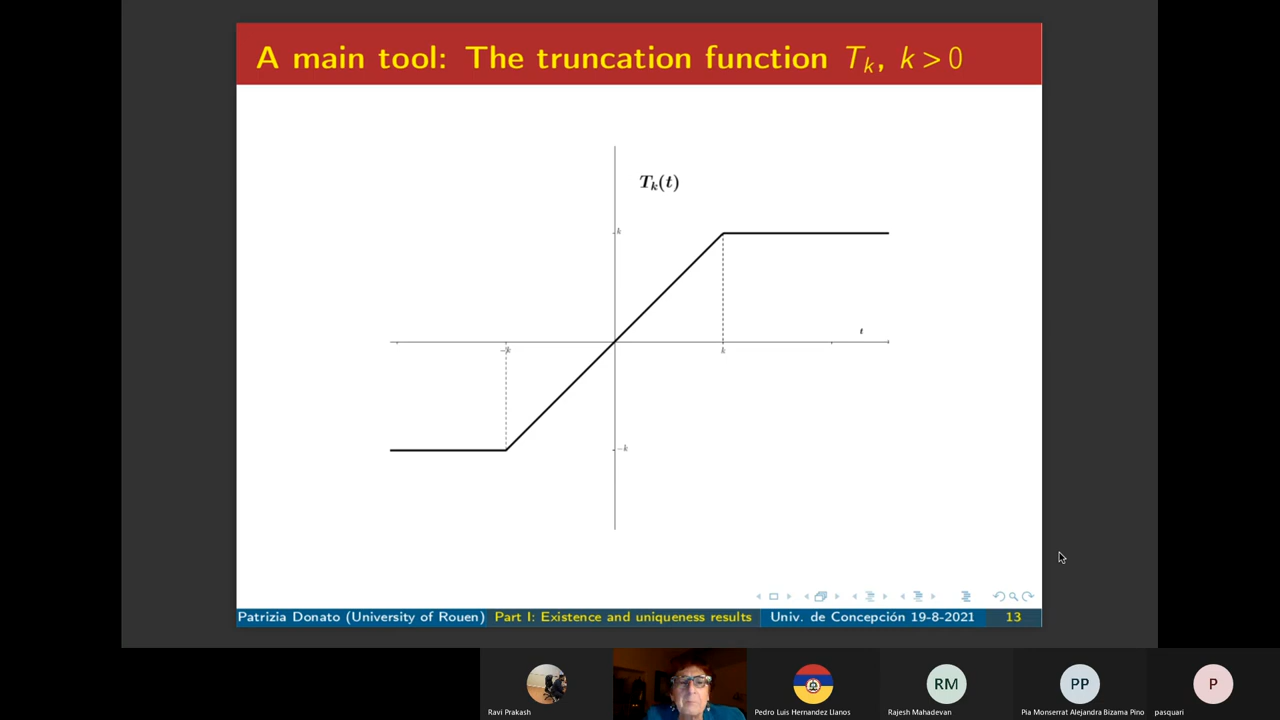 A main tool: The truncation function Tₖ, k > 0
Tₖ(t)
k
t
−k
k
−k
Patrizia Donato (University of Rouen) Part I: Existence and uniqueness results Univ. de Concepción 19-8-2021 13
RM PP P
Ravi Prakash Pedro Luis Hernandez Llanos Rajesh Mahadevan Pia Monserrat Alejandra Bizama Pino pasquari